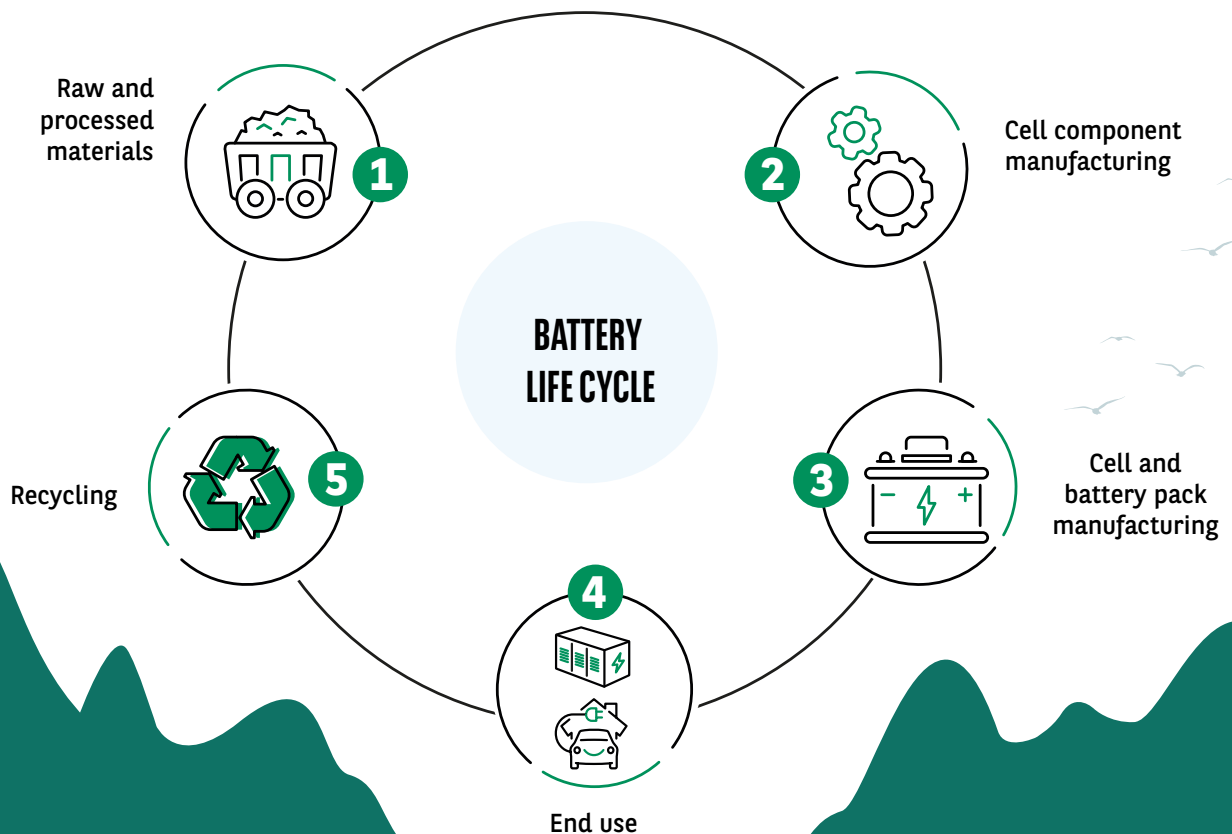 BATTERY
LIFE CYCLE
Raw and
processed
materials
1
2
Cell component
manufacturing
3
Cell and
battery pack
manufacturing
4
End use
5
Recycling